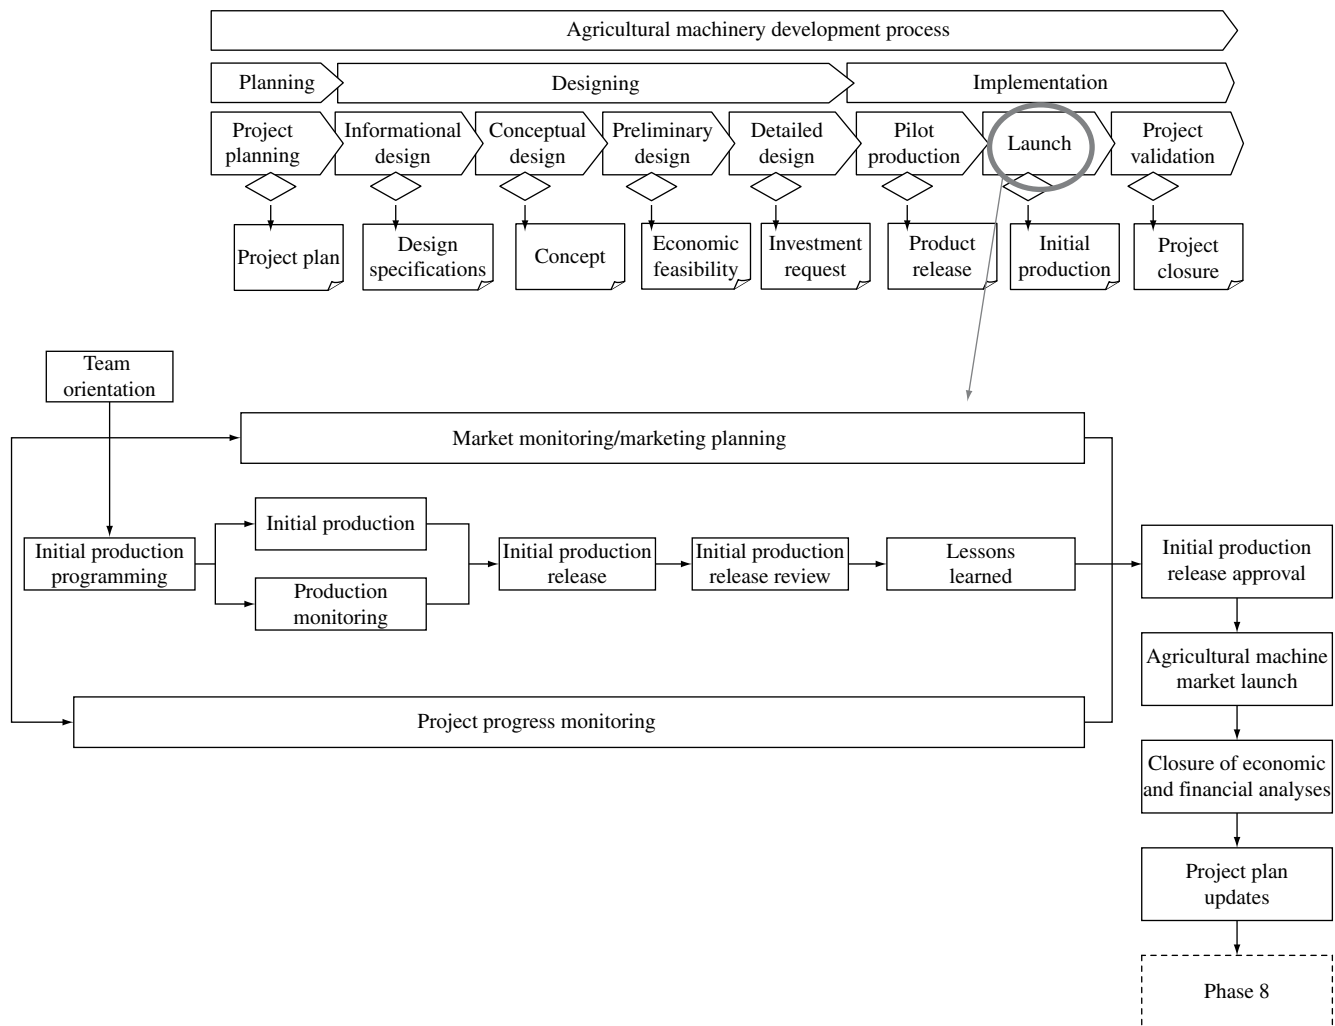 Agricultural machinery development process
Planning
Designing
Implementation
Project
planning
Informational
design
Conceptual
design
Preliminary
design
Detailed
design
Pilot
production
Launch
Project
validation
Project plan
Design
specifications
Concept
Economic
feasibility
Investment
request
Product
release
Initial
production
Project
closure
Team
orientation
Market monitoring/marketing planning
Initial production
programming
Initial production
Production
monitoring
Initial production
release
Initial production
release review
Lessons
learned
Initial production
release approval
Agricultural machine
market launch
Project progress monitoring
Closure of economic
and financial analyses
Project plan
updates
Phase 8